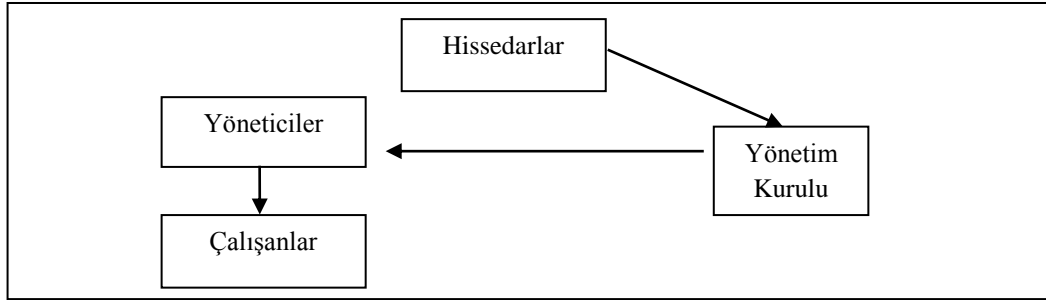 Hissedarlar
Yöneticiler
Yönetim
Kurulu
Çalışanlar